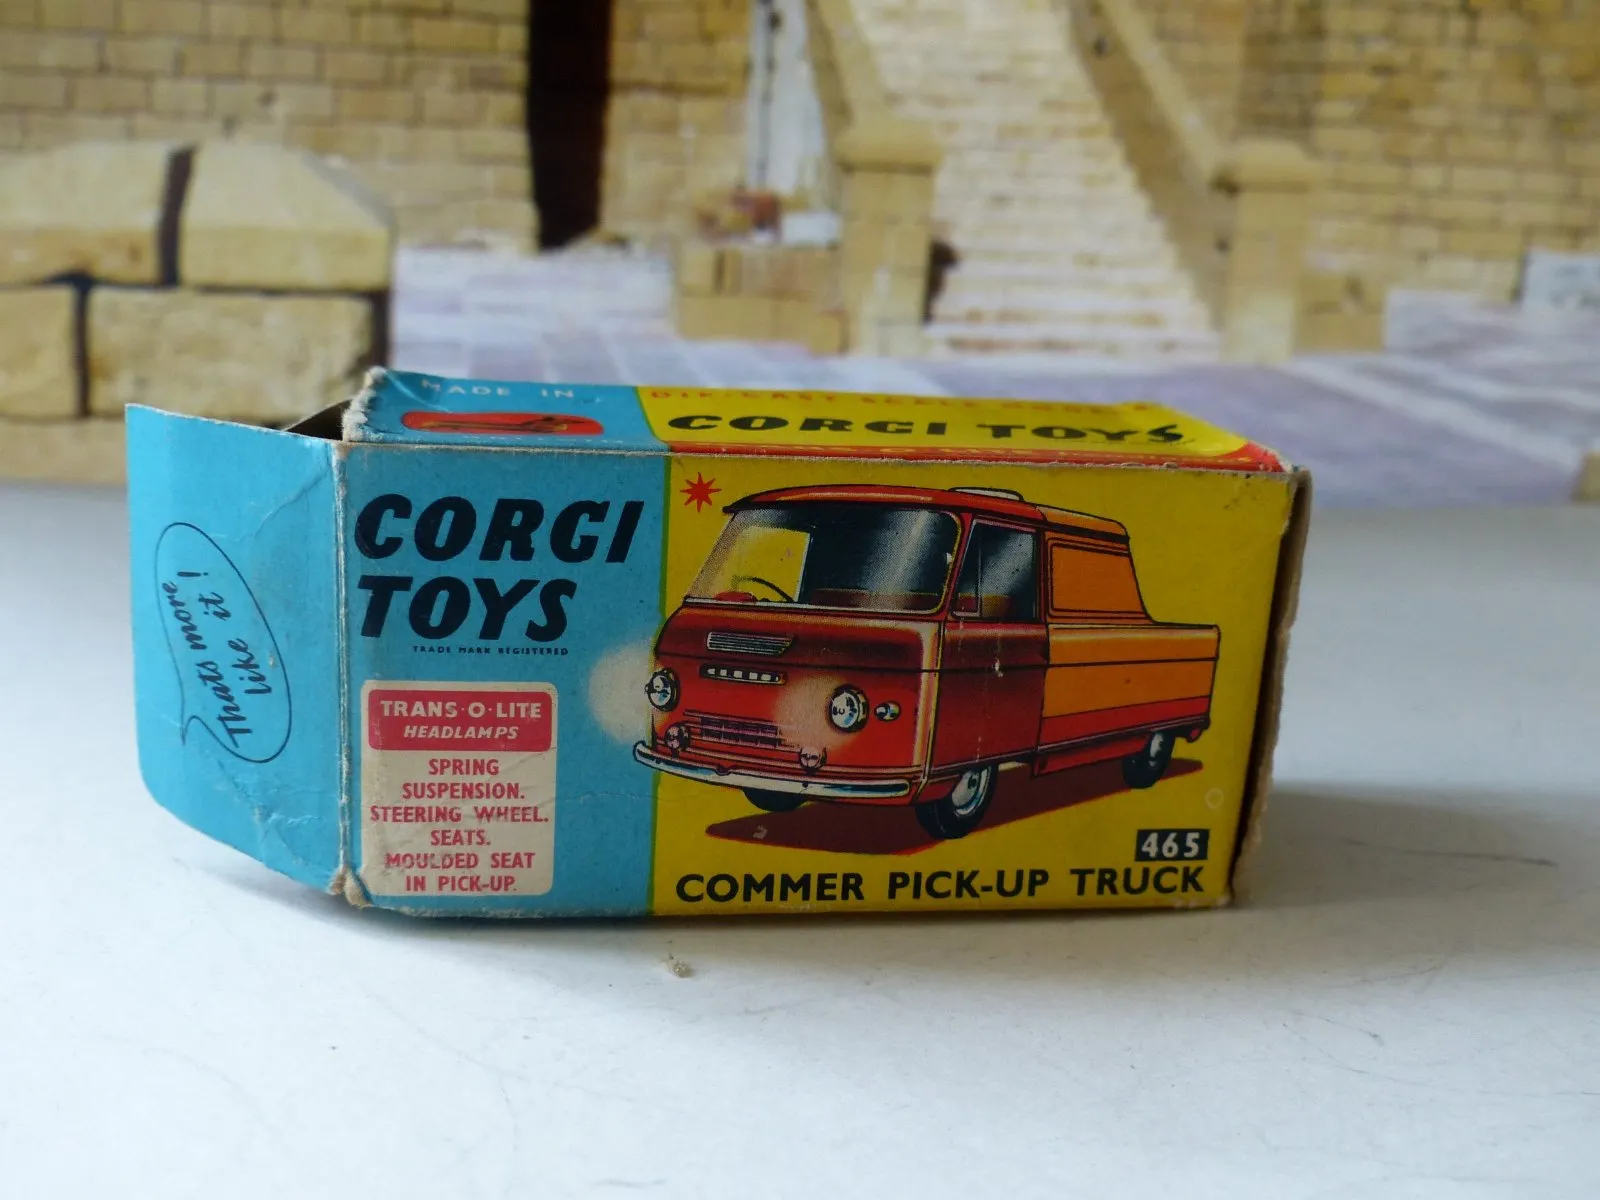 MADE IN
CORGI TOYS
CORGI
TOYS
TRADE MARK REGISTERED
TRANS·O·LITE
HEADLAMPS
SPRING
SUSPENSION.
STEERING WHEEL.
SEATS.
MOULDED SEAT
IN PICK-UP.
465
COMMER PICK-UP TRUCK
Thats more
like it!